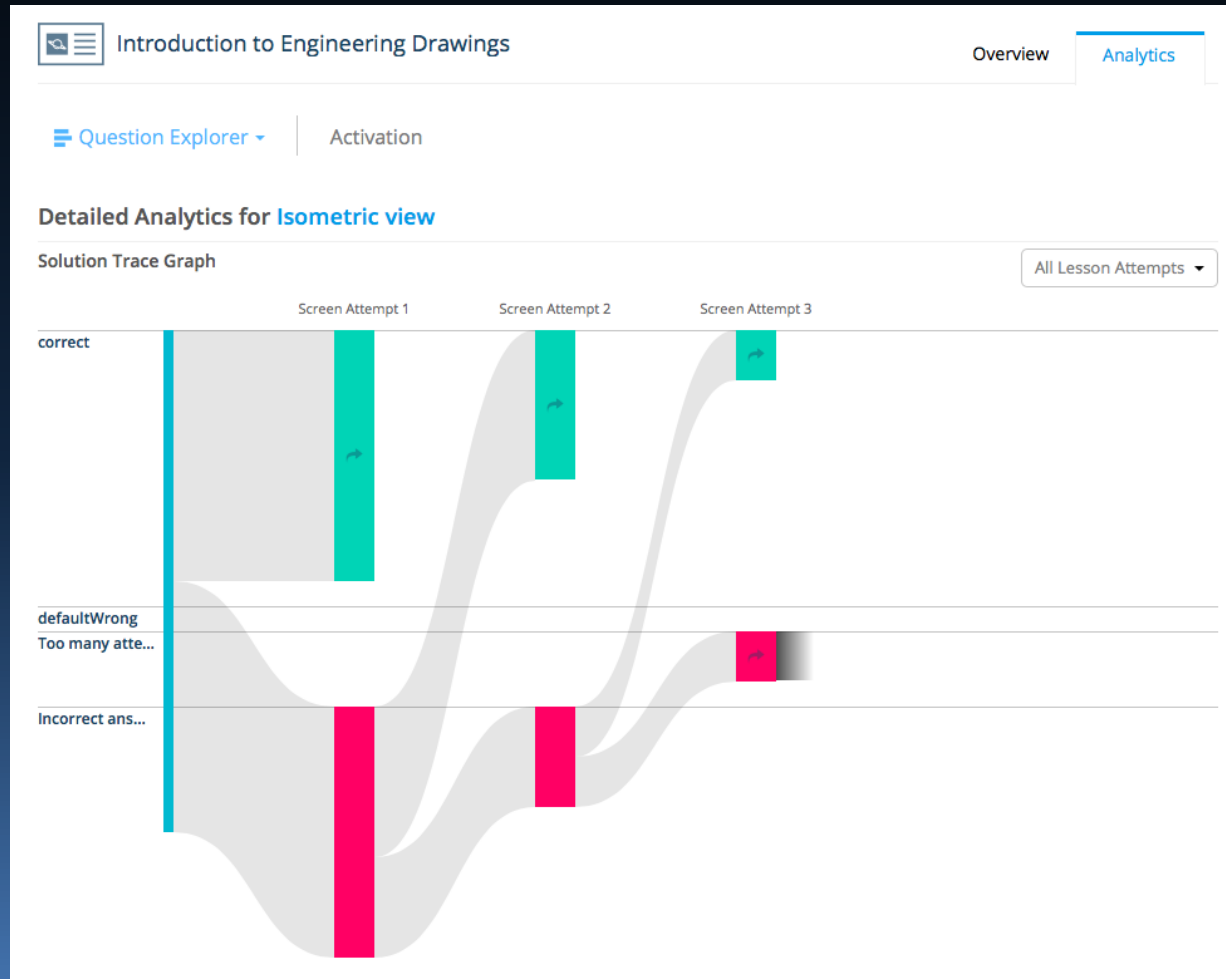 Introduction to Engineering Drawings
Overview
Analytics
Question Explorer
Activation
Detailed Analytics for Isometric view
Solution Trace Graph
All Lesson Attempts
Screen Attempt 1
Screen Attempt 2
Screen Attempt 3
correct
defaultWrong
Too many atte...
Incorrect ans...